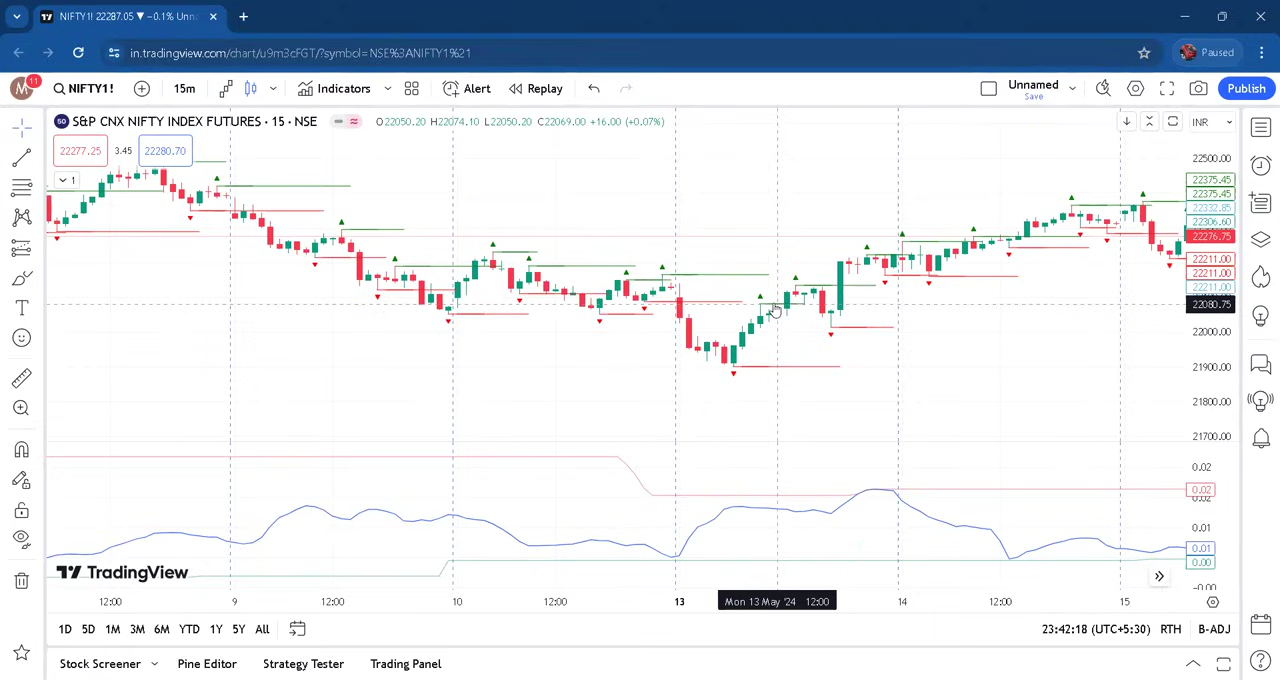 NIFTY1! 22287.05 ▼ −0.1% Unn
in.tradingview.com/chart/u9m3cFGT/?symbol=NSE%3ANIFTY1%21
Paused
M 11 NIFTY1! 15m Indicators Alert Replay Unnamed Save Publish
50 S&P CNX NIFTY INDEX FUTURES · 15 · NSE O22050.20 H22074.10 L22050.20 C22069.00 +16.00 (+0.07%) INR
22277.25 3.45 22280.70
1
22500.00
22375.45
22375.45
22332.85
22306.60
22276.75
22211.00
22211.00
22211.00
22080.75
22000.00
21900.00
21800.00
21700.00
0.02
0.02
0.01
0.01
0.00
-0.00
TradingView
12:00 9 12:00 10 12:00 13 Mon 13 May '24 12:00 14 12:00 15
1D 5D 1M 3M 6M YTD 1Y 5Y All 23:42:18 (UTC+5:30) RTH B-ADJ
Stock Screener Pine Editor Strategy Tester Trading Panel